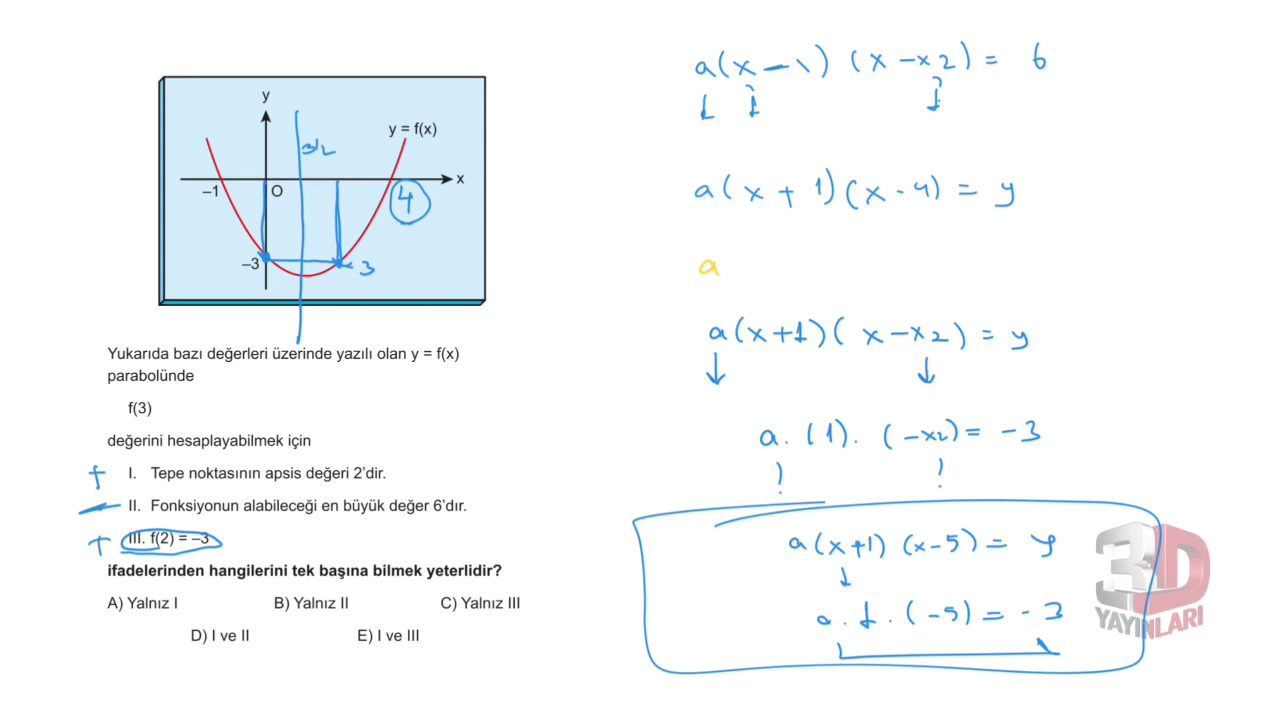 y
y = f(x)
3/2
x
–1
O
4
–3
3
Yukarıda bazı değerleri üzerinde yazılı olan y = f(x)
parabolünde
f(3)
değerini hesaplayabilmek için
+ I. Tepe noktasının apsis değeri 2’dir.
– II. Fonksiyonun alabileceği en büyük değer 6’dır.
+ III. f(2) = –3
ifadelerinden hangilerini tek başına bilmek yeterlidir?
A) Yalnız I B) Yalnız II C) Yalnız III
D) I ve II E) I ve III
a(x – \) (x – x2) = 6
a(x + 1)(x - 4) = y
a
a(x+1)(x – x2) = y
a. (1). (–x2) = –3
? ?
a(x+1) (x–5) = y
a. 1. (–5) = -3
3D
YAYINLARI